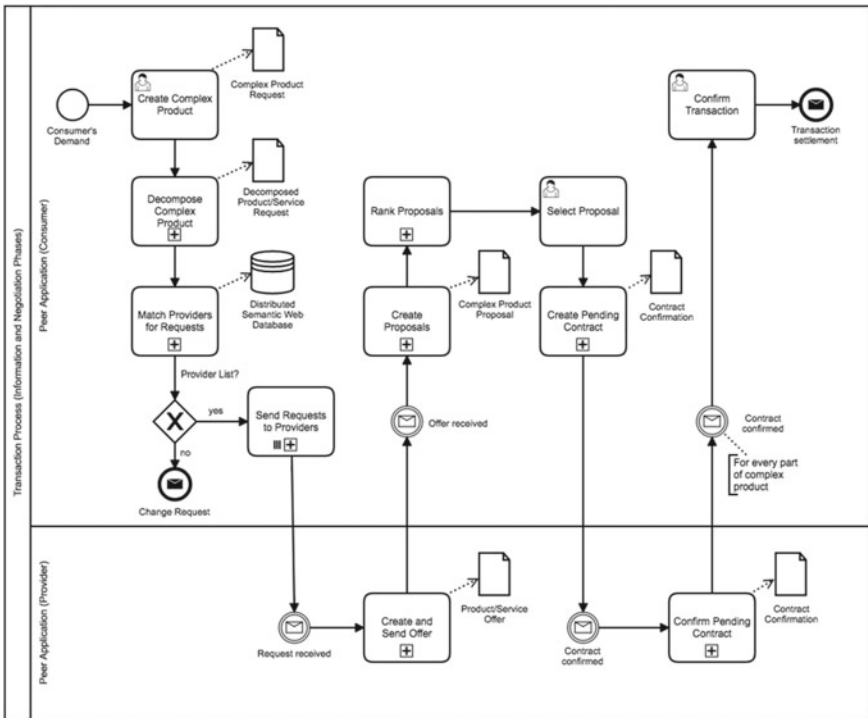 Transaction Process (Information and Negotiation Phases)
Peer Application (Consumer)
Consumer's
Demand
Create Complex
Product
Complex Product
Request
Decompose
Complex
Product
Decomposed
Product/Service
Request
Match Providers
for Requests
Distributed
Semantic Web
Database
Provider List?
yes
no
Change Request
Send Requests
to Providers
Offer received
Create
Proposals
Complex Product
Proposal
Rank Proposals
Select Proposal
Create Pending
Contract
Contract
Confirmation
Confirm
Transaction
Transaction
settlement
Contract
confirmed
For every part
of complex
product
Peer Application (Provider)
Request received
Create and
Send Offer
Product/Service
Offer
Contract
confirmed
Confirm Pending
Contract
Contract
Confirmation